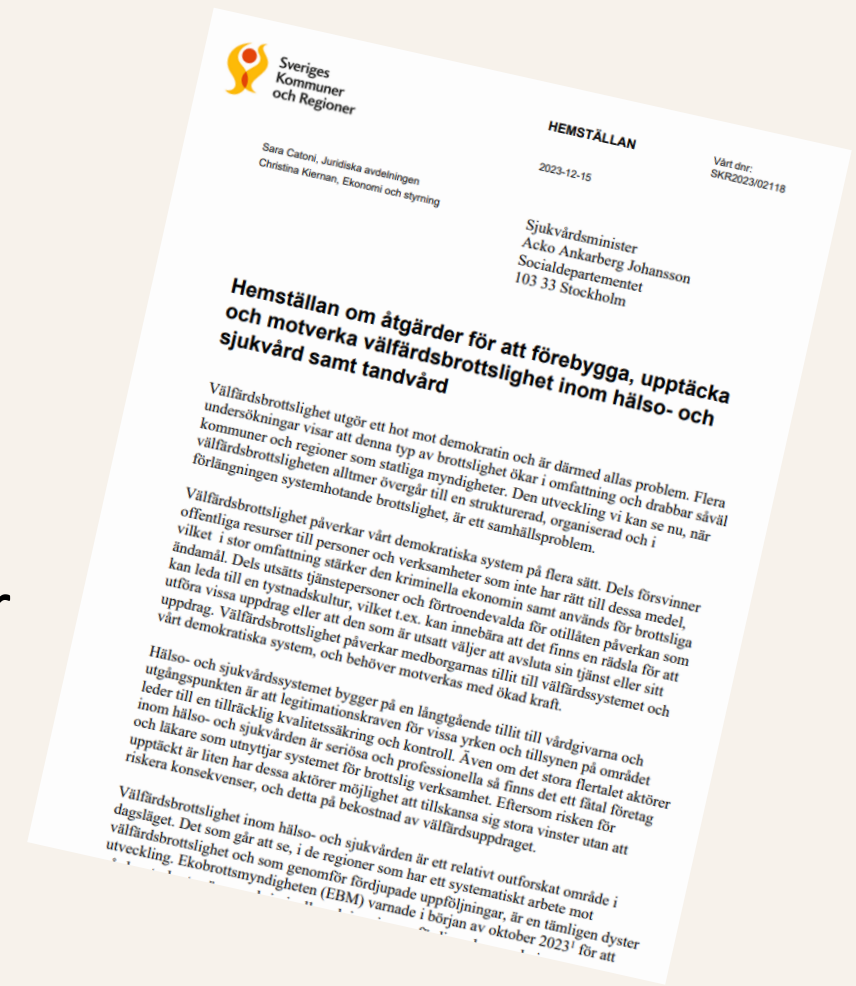 Sveriges
Kommuner
och Regioner
HEMSTÄLLAN
2023-12-15
Vårt dnr:
SKR2023/02118
Sara Catoni, Juridiska avdelningen
Christina Kiernan, Ekonomi och styrning
Sjukvårdsminister
Acko Ankarberg Johansson
Socialdepartementet
103 33 Stockholm
Hemställan om åtgärder för att förebygga, upptäcka
och motverka välfärdsbrottslighet inom hälso- och
sjukvård samt tandvård
Välfärdsbrottslighet utgör ett hot mot demokratin och är därmed allas problem. Flera
undersökningar visar att denna typ av brottslighet ökar i omfattning och drabbar såväl
kommuner och regioner som statliga myndigheter. Den utveckling vi kan se nu, när
välfärdsbrottsligheten alltmer övergår till en strukturerad, organiserad och i
förlängningen systemhotande brottslighet, är ett samhällsproblem.
Välfärdsbrottslighet påverkar vårt demokratiska system på flera sätt. Dels försvinner
offentliga resurser till personer och verksamheter som inte har rätt till dessa medel,
vilket i stor omfattning stärker den kriminella ekonomin samt används för brottsliga
ändamål. Dels utsätts tjänstepersoner och förtroendevalda för otillåten påverkan som
kan leda till en tystnadskultur, vilket t.ex. kan innebära att det finns en rädsla för att
utföra vissa uppdrag eller att den som är utsatt väljer att avsluta sin tjänst eller sitt
uppdrag. Välfärdsbrottslighet påverkar medborgarnas tillit till välfärdssystemet och
vårt demokratiska system, och behöver motverkas med ökad kraft.
Hälso- och sjukvårdssystemet bygger på en långtgående tillit till vårdgivarna och
utgångspunkten är att legitimationskraven för vissa yrken och tillsynen på området
leder till en tillräcklig kvalitetssäkring och kontroll. Även om det stora flertalet aktörer
inom hälso- och sjukvården är seriösa och professionella så finns det ett fåtal företag
och läkare som utnyttjar systemet för brottslig verksamhet. Eftersom risken för
upptäckt är liten har dessa aktörer möjlighet att tillskansa sig stora vinster utan att
riskera konsekvenser, och detta på bekostnad av välfärdsuppdraget.
Välfärdsbrottslighet inom hälso- och sjukvården är ett relativt outforskat område i
dagsläget. Det som går att se, i de regioner som har ett systematiskt arbete mot
välfärdsbrottslighet och som genomför fördjupade uppföljningar, är en tämligen dyster
utveckling. Ekobrottsmyndigheten (EBM) varnade i början av oktober 2023¹ för att